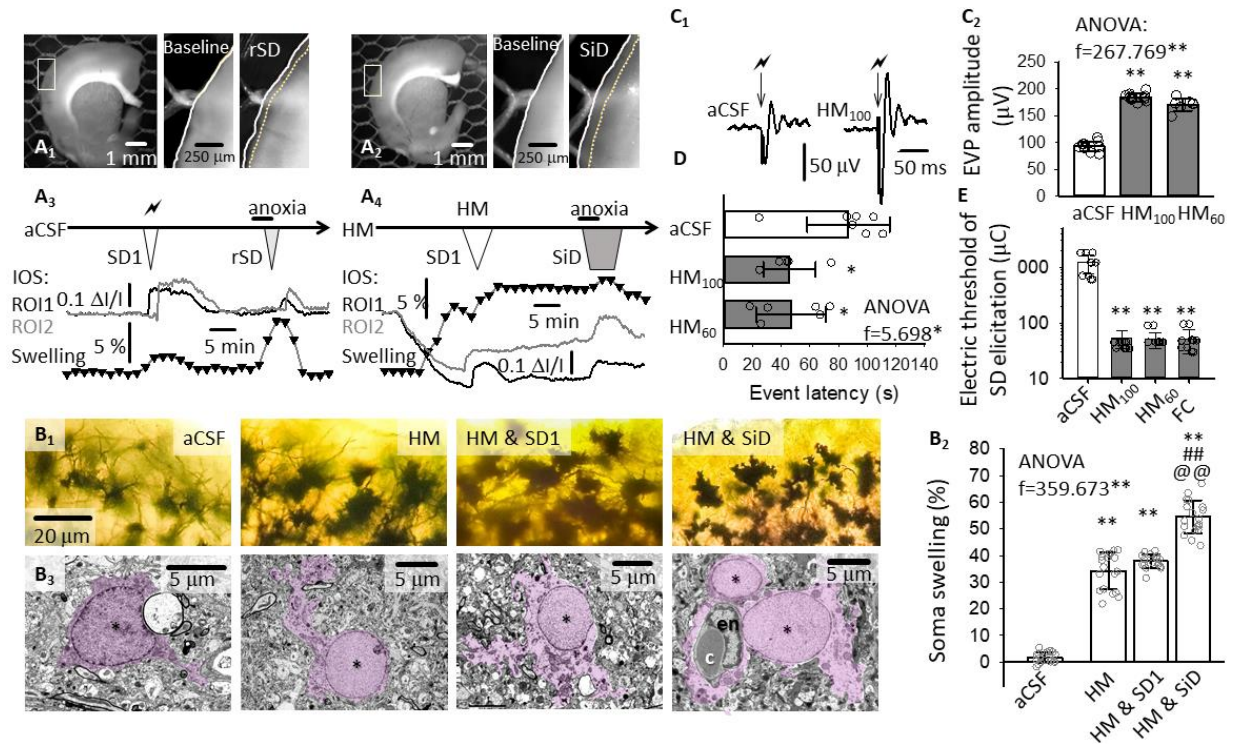 A1
1 mm
Baseline
250 µm
rSD
A2
1 mm
Baseline
250 µm
SiD
A3
anoxia
aCSF
SD1
rSD
IOS:
ROI1
0.1 ΔI/I
ROI2
5 min
5 %
Swelling
A4
HM
anoxia
HM
SD1
SiD
IOS:
ROI1
5 %
ROI2
5 min
Swelling
0.1 ΔI/I
B1
aCSF
HM
HM & SD1
HM & SiD
20 µm
B3
5 µm
5 µm
5 µm
5 µm
*
*
*
*
*
en
c
C1
aCSF
HM100
50 µV
50 ms
D
aCSF
HM100
*
HM60
*
ANOVA
f=5.698*
0 20 40 60 80 100 120 140
Event latency (s)
C2
ANOVA:
f=267.769**
EVP amplitude (µV)
250
200
150
100
50
0
**
**
aCSF HM100 HM60
E
Electric threshold of
SD elicitation (µC)
000
100
10
**
**
**
aCSF
HM100
HM60
FC
B2
Soma swelling (%)
80
70
60
50
40
30
20
10
0
ANOVA
f=359.673**
**
**
**
##
@@
aCSF
HM
HM & SD1
HM & SiD